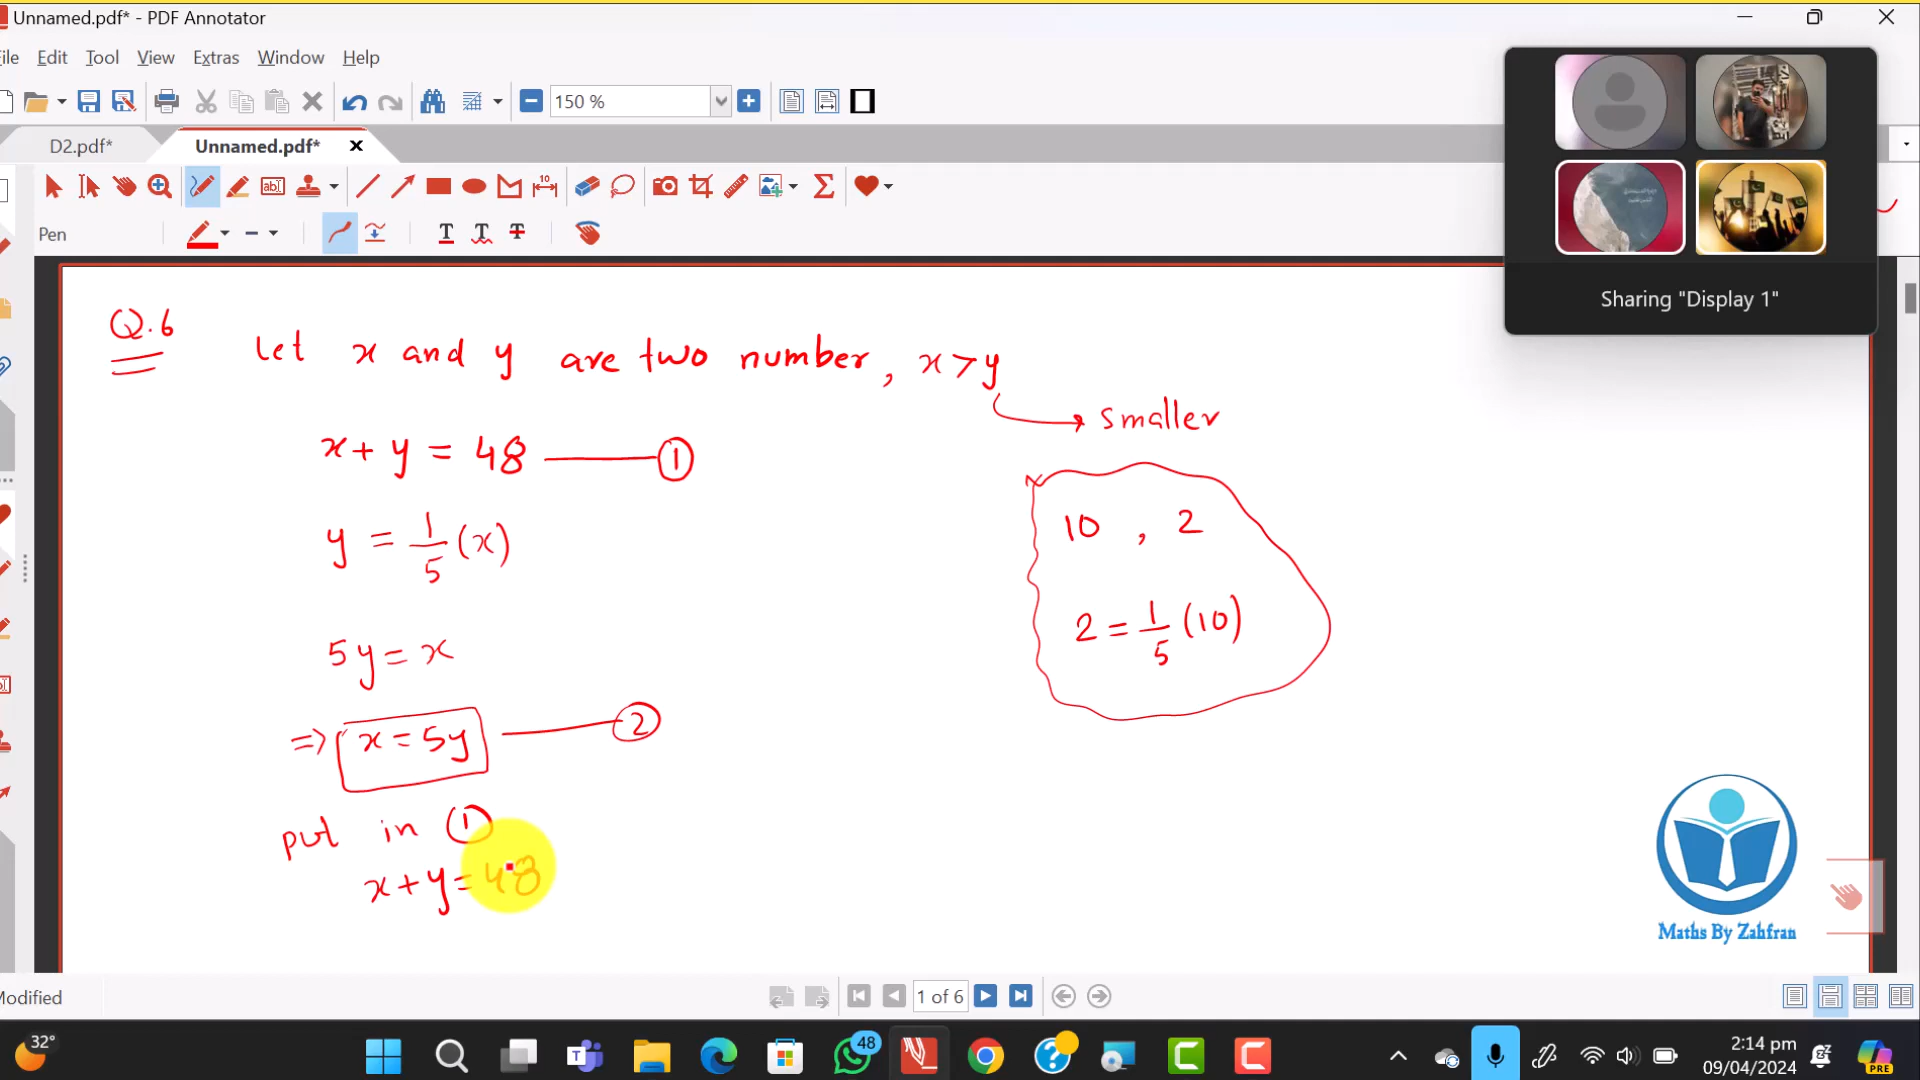 Unnamed.pdf* - PDF Annotator
File Edit Tool View Extras Window Help
150 %
D2.pdf* Unnamed.pdf*
Pen
Sharing "Display 1"
Q.6 Let x and y are two number, x>y
smaller
x+y = 48 ——— ①
y = 1/5 (x)
5y = x
⇒ x = 5y ——— ②
put in ①
x+y=48
10 , 2
2 = 1/5 (10)
Maths By Zahfran
Modified
1 of 6
32°
48
2:14 pm
09/04/2024
PRE